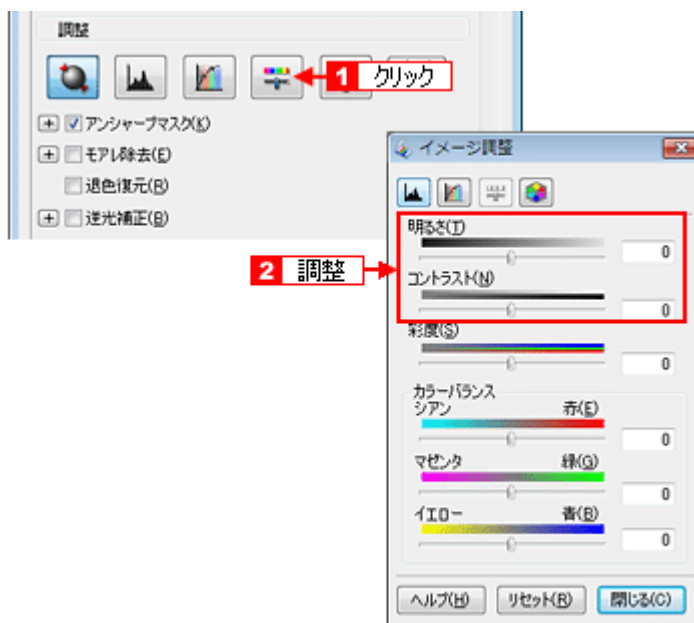 調整
1 クリック
アンシャープマスク(K)
モアレ除去(E)
退色復元(R)
逆光補正(B)
イメージ調整
明るさ(T)
0
2 調整
コントラスト(N)
0
彩度(S)
0
カラーバランス
シアン 赤(E)
0
マゼンタ 緑(G)
0
イエロー 青(B)
0
ヘルプ(H) リセット(R) 閉じる(C)